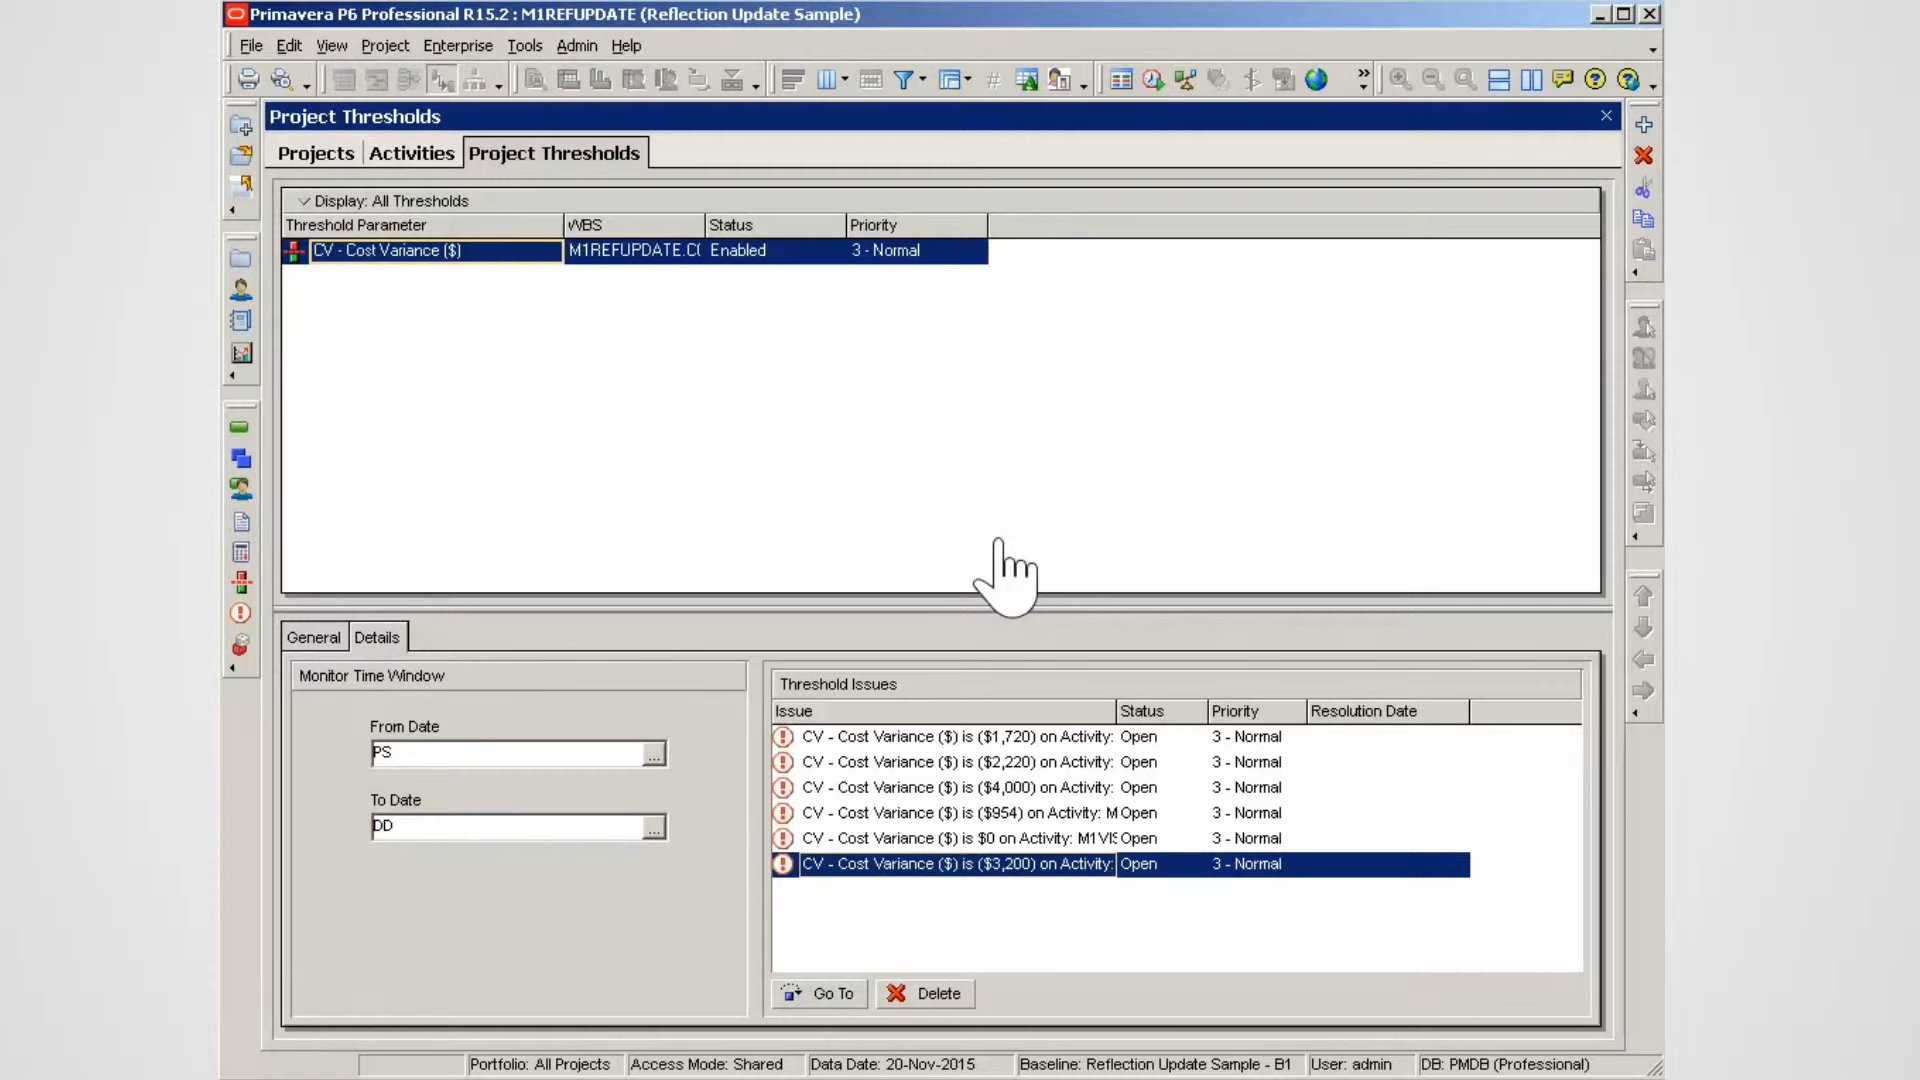 Primavera P6 Professional R15.2 : M1REFUPDATE (Reflection Update Sample)
File Edit View Project Enterprise Tools Admin Help
Project Thresholds
Projects Activities Project Thresholds
Display: All Thresholds
Threshold Parameter WBS Status Priority
CV - Cost Variance ($) M1REFUPDATE.C( Enabled 3 - Normal
General Details
Monitor Time Window
From Date
PS ...
To Date
DD ...
Threshold Issues
Issue Status Priority Resolution Date
CV - Cost Variance ($) is ($1,720) on Activity: Open 3 - Normal
CV - Cost Variance ($) is ($2,220) on Activity: Open 3 - Normal
CV - Cost Variance ($) is ($4,000) on Activity: Open 3 - Normal
CV - Cost Variance ($) is ($954) on Activity: M Open 3 - Normal
CV - Cost Variance ($) is $0 on Activity: M1VIS Open 3 - Normal
CV - Cost Variance ($) is ($3,200) on Activity: Open 3 - Normal
Go To Delete
Portfolio: All Projects Access Mode: Shared Data Date: 20-Nov-2015 Baseline: Reflection Update Sample - B1 User: admin DB: PMDB (Professional)